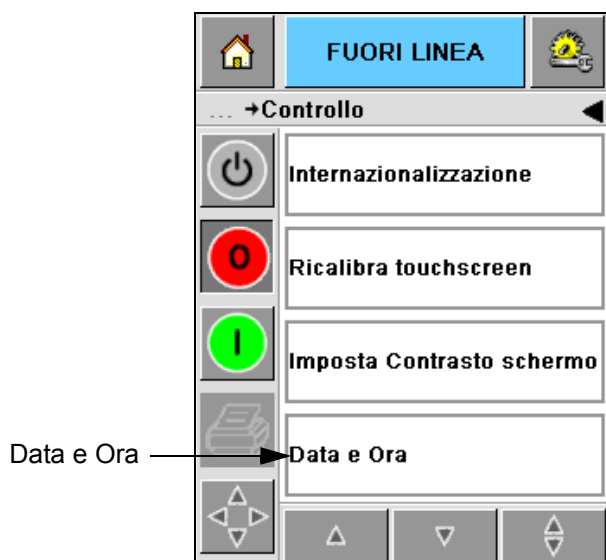 FUORI LINEA
... →Controllo
Internazionalizzazione
O
Ricalibra touchscreen
I
Imposta Contrasto schermo
Data e Ora
Data e Ora